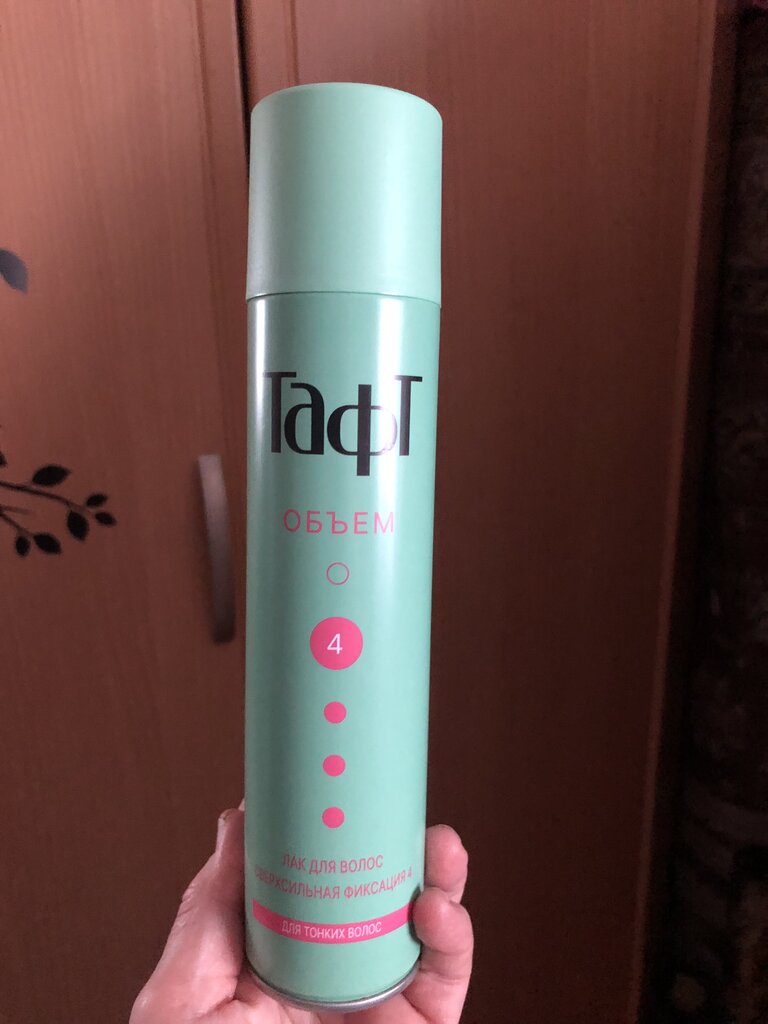 Тафт
ОБЪЕМ
4
ЛАК ДЛЯ ВОЛОС
СВЕРХСИЛЬНАЯ ФИКСАЦИЯ 4
ДЛЯ ТОНКИХ ВОЛОС